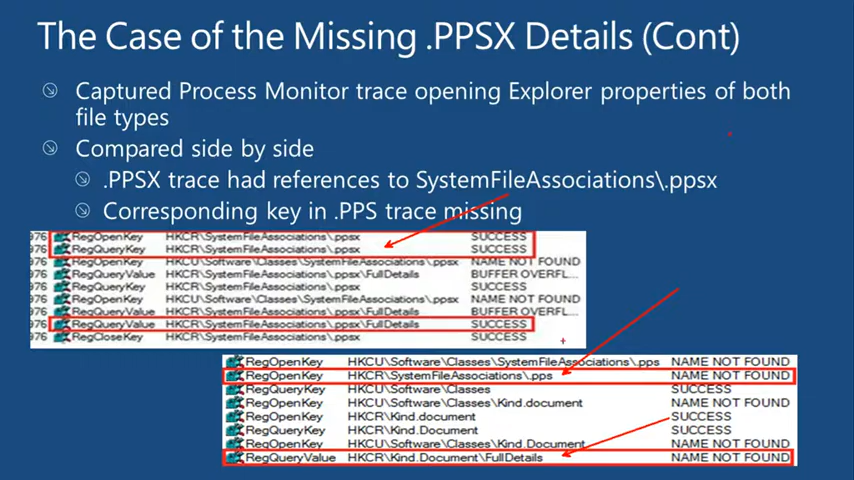 The Case of the Missing .PPSX Details (Cont)
Captured Process Monitor trace opening Explorer properties of both
file types
Compared side by side
.PPSX trace had references to SystemFileAssociations\.ppsx
Corresponding key in .PPS trace missing
976 RegOpenKey HKCR\SystemFileAssociations\.ppsx SUCCESS
976 RegQueryKey HKCR\SystemFileAssociations\.ppsx SUCCESS
976 RegOpenKey HKCU\Software\Classes\SystemFileAssociations\.ppsx NAME NOT FOUND
976 RegQueryValue HKCR\SystemFileAssociations\.ppsx\FullDetails BUFFER OVERFL...
976 RegQueryKey HKCR\SystemFileAssociations\.ppsx SUCCESS
976 RegOpenKey HKCU\Software\Classes\SystemFileAssociations\.ppsx NAME NOT FOUND
976 RegQueryValue HKCR\SystemFileAssociations\.ppsx\FullDetails BUFFER OVERFL...
976 RegQueryValue HKCR\SystemFileAssociations\.ppsx\FullDetails SUCCESS
976 RegCloseKey HKCR\SystemFileAssociations\.ppsx SUCCESS
RegOpenKey HKCU\Software\Classes\SystemFileAssociations\.pps NAME NOT FOUND
RegOpenKey HKCR\SystemFileAssociations\.pps NAME NOT FOUND
RegQueryKey HKCU\Software\Classes SUCCESS
RegOpenKey HKCU\Software\Classes\Kind.document NAME NOT FOUND
RegOpenKey HKCR\Kind.document SUCCESS
RegQueryKey HKCR\Kind.Document SUCCESS
RegOpenKey HKCU\Software\Classes\Kind.Document NAME NOT FOUND
RegQueryValue HKCR\Kind.Document\FullDetails NAME NOT FOUND